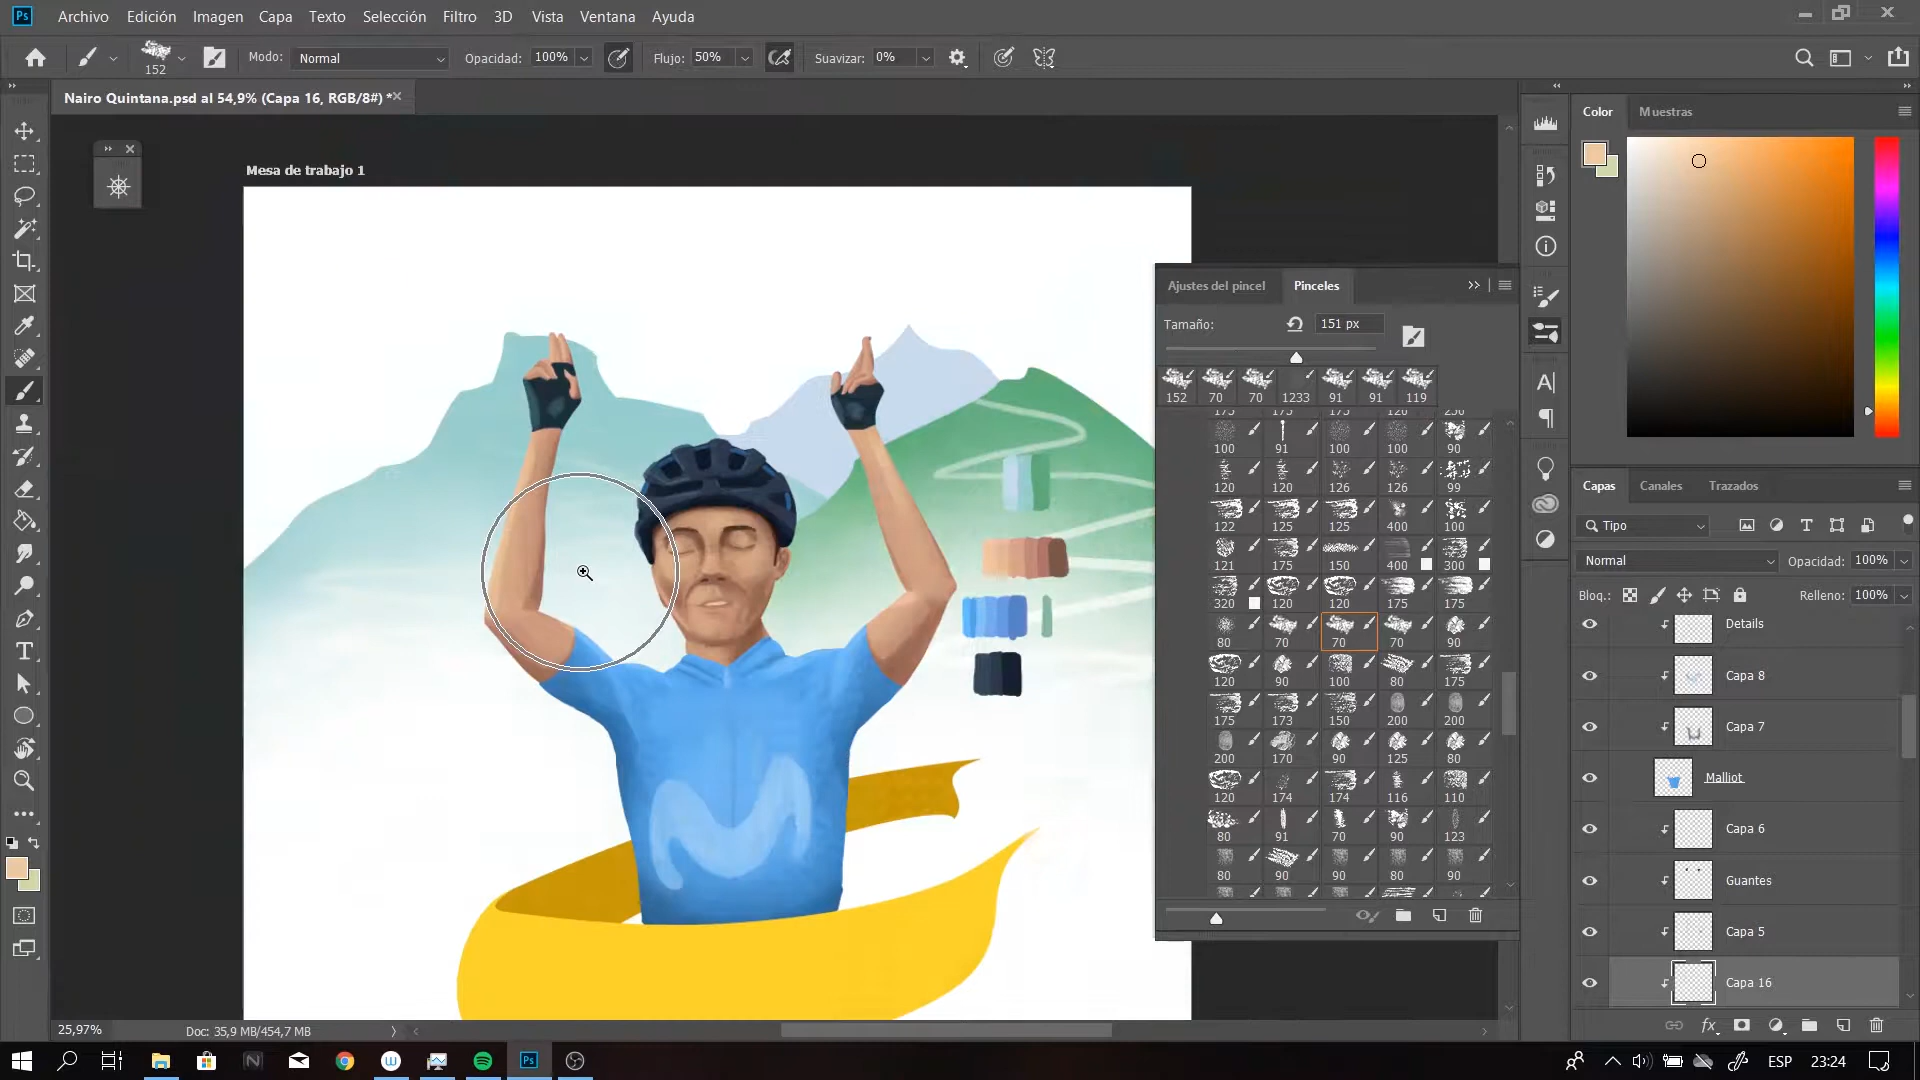 Ps Archivo Edición Imagen Capa Texto Selección Filtro 3D Vista Ventana Ayuda
152 Modo: Normal Opacidad: 100% Flujo: 50% Suavizar: 0%
Nairo Quintana.psd al 54,9% (Capa 16, RGB/8#) *
Mesa de trabajo 1
Ajustes del pincel Pinceles
Tamaño: 151 px
152 70 70 1233 91 91 119
175 175 175 120 250
100 91 100 100 90
120 120 126 126 99
122 125 125 400 100
121 175 150 400 300
320 120 120 175 175
80 70 70 70 90
120 90 100 80 175
175 173 150 200 200
200 170 90 125 80
120 174 174 116 110
80 91 70 90 123
80 90 90 80 90
Color Muestras
Capas Canales Trazados
Tipo
Normal Opacidad: 100%
Bloq.: Relleno: 100%
Details
Capa 8
Capa 7
Malliot
Capa 6
Guantes
Capa 5
Capa 16
fx
25,97% Doc: 35,9 MB/454,7 MB
ESP 23:24